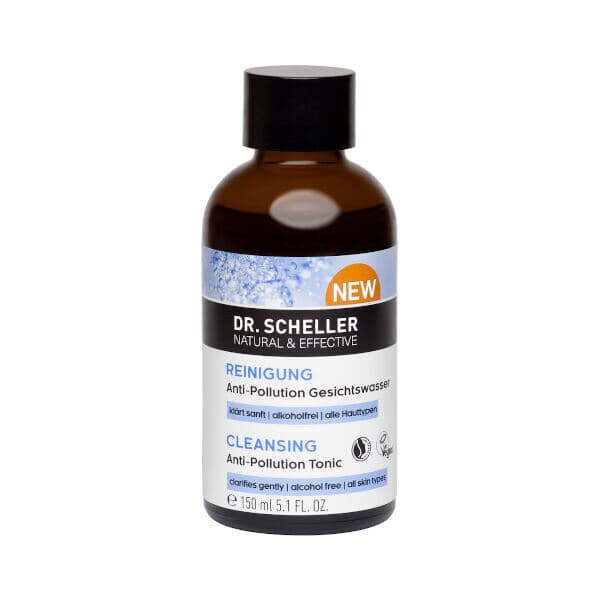 NEW
DR. SCHELLER
NATURAL & EFFECTIVE
REINIGUNG
Anti-Pollution Gesichtswasser
klärt sanft | alkoholfrei | alle Hauttypen
CLEANSING
Anti-Pollution Tonic
Vegan
clarifies gently | alcohol free | all skin types
℮ 150 ml 5.1 FL. OZ.